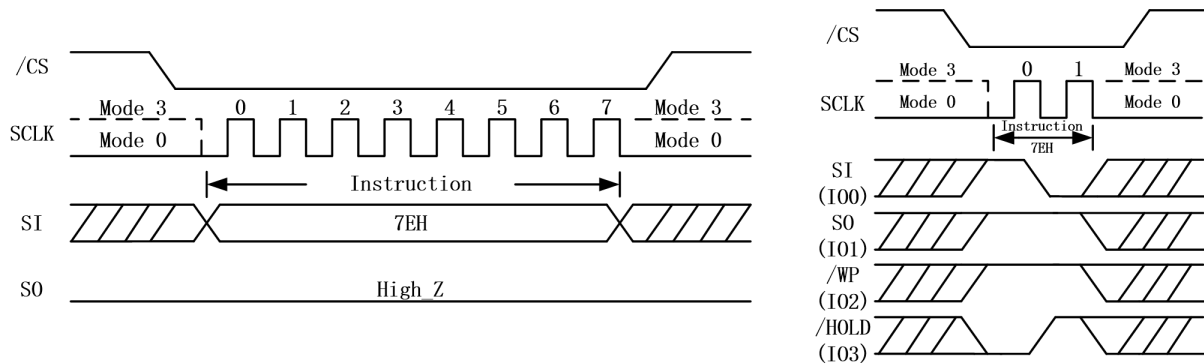 /CS
Mode 3 0 1 2 3 4 5 6 7 Mode 3
SCLK
Mode 0 Mode 0
Instruction
SI 7EH
SO High_Z
/CS
Mode 3 0 1 Mode 3
SCLK Mode 0 Mode 0
Instruction
7EH
SI
(IO0)
SO
(IO1)
/WP
(IO2)
/HOLD
(IO3)